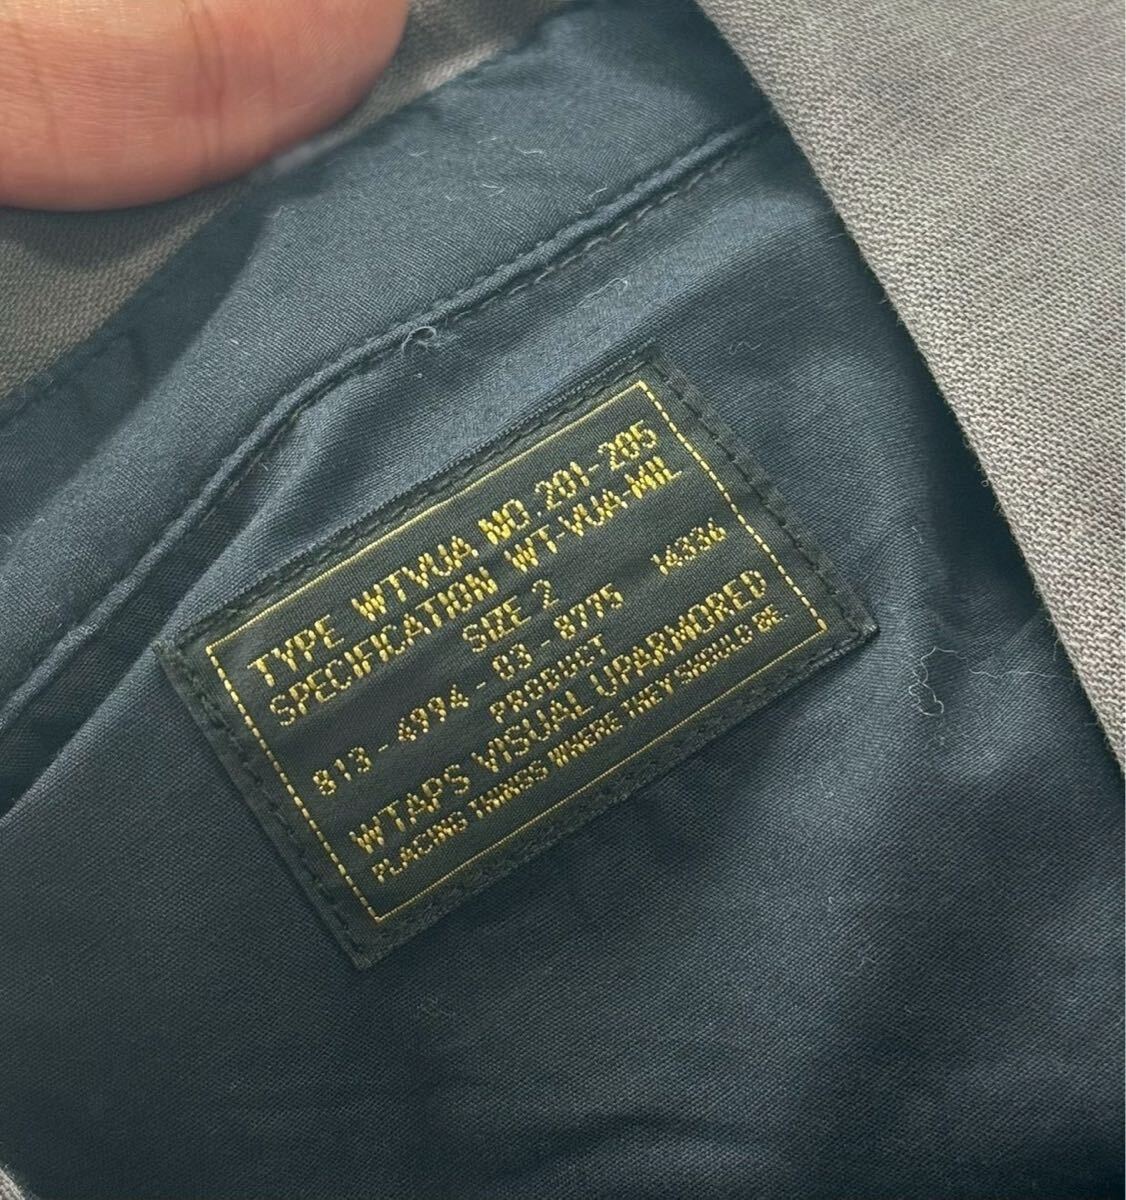 TYPE WTVUA NO.201-205
SPECIFICATION WT-VUA-MIL
SIZE 2
813-4994-03-8775 14336
PRODUCT
WTAPS VISUAL UPARMORED
PLACING THINGS WHERE THEY SHOULD BE.